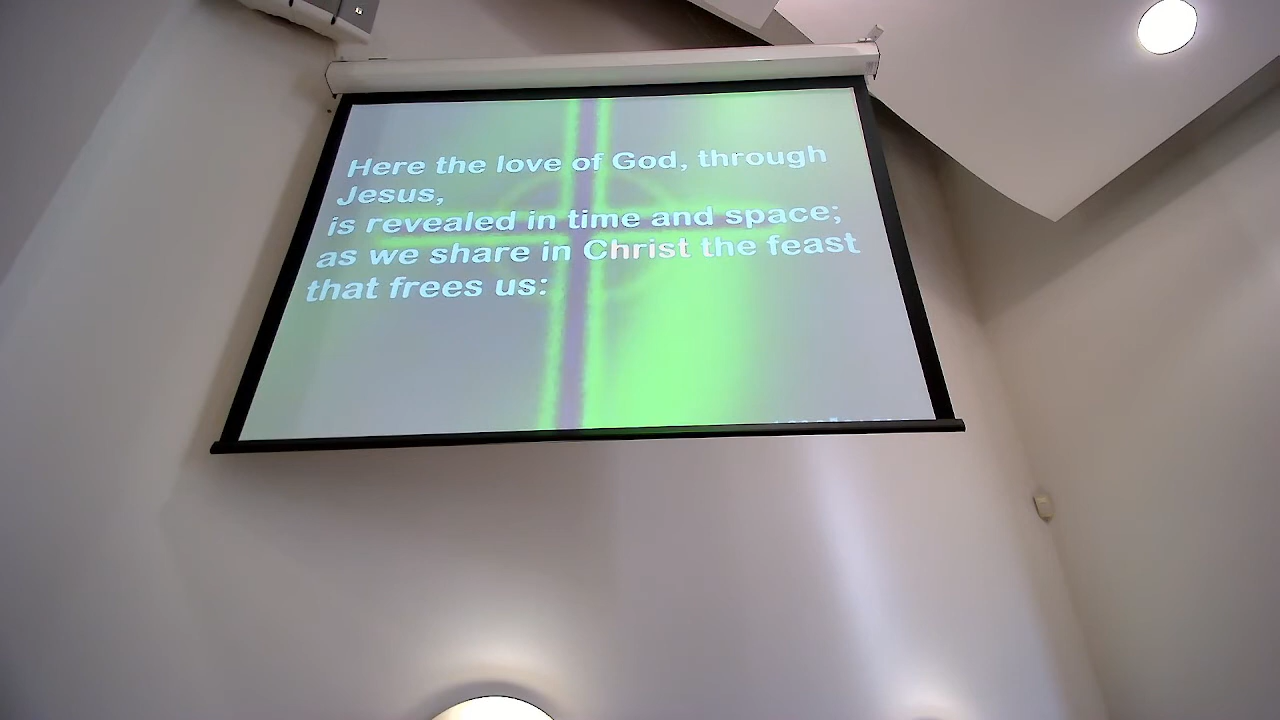 Here the love of God, through
Jesus,
is revealed in time and space;
as we share in Christ the feast
that frees us: